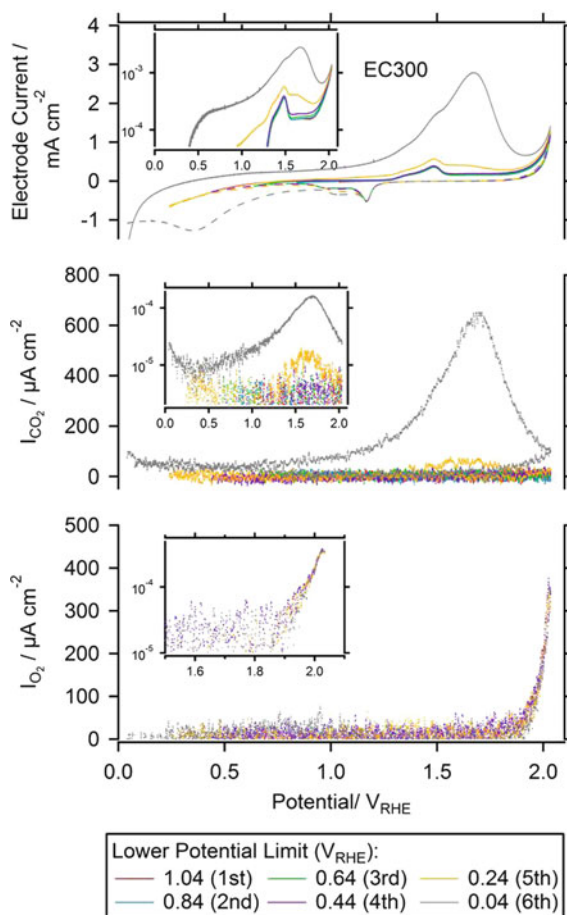 EC300
Electrode Current /
mA cm-2
4
3
2
1
0
-1
10-3
10-4
0.0 0.5 1.0 1.5 2.0
ICO2 / µA cm-2
800
600
400
200
0
10-4
10-5
0.0 0.5 1.0 1.5 2.0
IO2 / µA cm-2
500
400
300
200
100
0
10-4
10-5
1.6 1.8 2.0
0.0 0.5 1.0 1.5 2.0
Potential/ VRHE
Lower Potential Limit (VRHE):
1.04 (1st) 0.64 (3rd) 0.24 (5th)
0.84 (2nd) 0.44 (4th) 0.04 (6th)